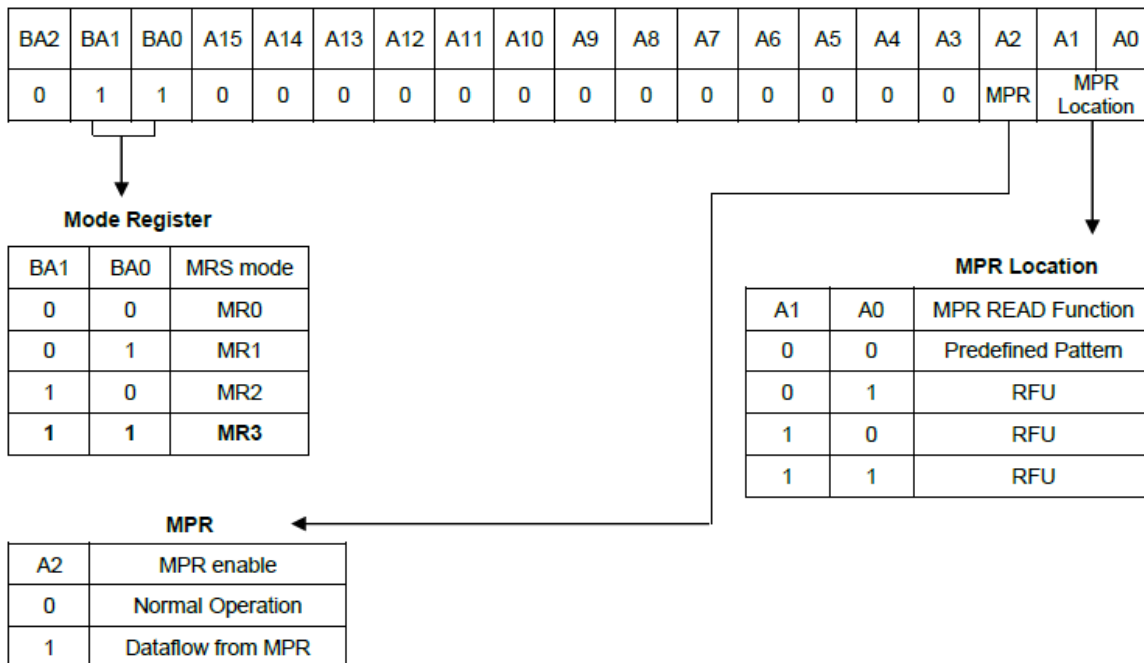 BA2 BA1 BA0 A15 A14 A13 A12 A11 A10 A9 A8 A7 A6 A5 A4 A3 A2 A1 A0
0 1 1 0 0 0 0 0 0 0 0 0 0 0 0 0 MPR MPR Location
Mode Register
BA1 BA0 MRS mode
0 0 MR0
0 1 MR1
1 0 MR2
1 1 MR3
MPR Location
A1 A0 MPR READ Function
0 0 Predefined Pattern
0 1 RFU
1 0 RFU
1 1 RFU
MPR
A2 MPR enable
0 Normal Operation
1 Dataflow from MPR